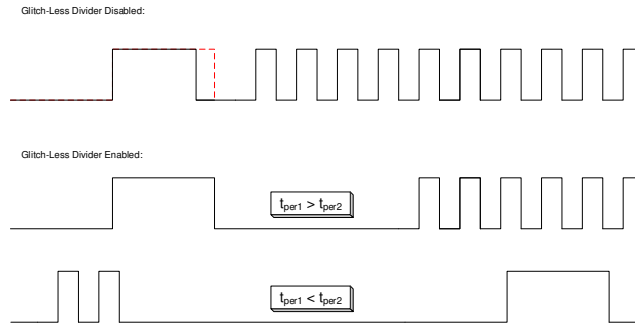 Glitch-Less Divider Disabled:
Glitch-Less Divider Enabled:
tper1 > tper2
tper1 < tper2